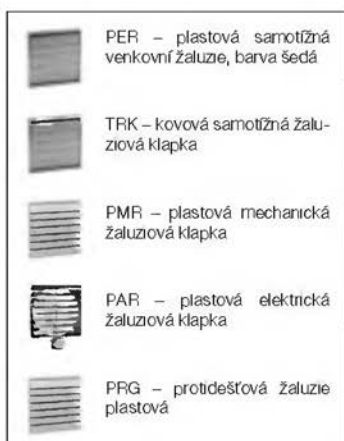 PER – plastová samotížná
venkovní žaluzie, barva šedá
TRK – kovová samotížná žalu-
ziová klapka
PMR – plastová mechanická
žaluziová klapka
PAR – plastová elektrická
žaluziová klapka
PRG – protidešťová žaluzie
plastová